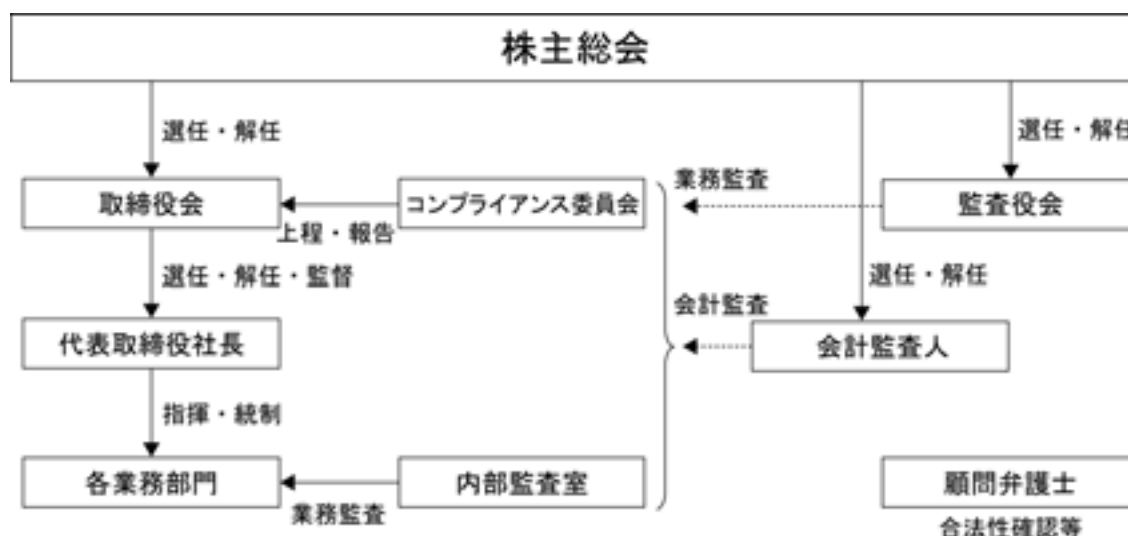 株主総会
選任・解任
選任・解任
取締役会
コンプライアンス委員会
業務監査
監査役会
上程・報告
選任・解任・監督
選任・解任
会計監査
代表取締役社長
会計監査人
指揮・統制
各業務部門
内部監査室
顧問弁護士
業務監査
合法性確認等